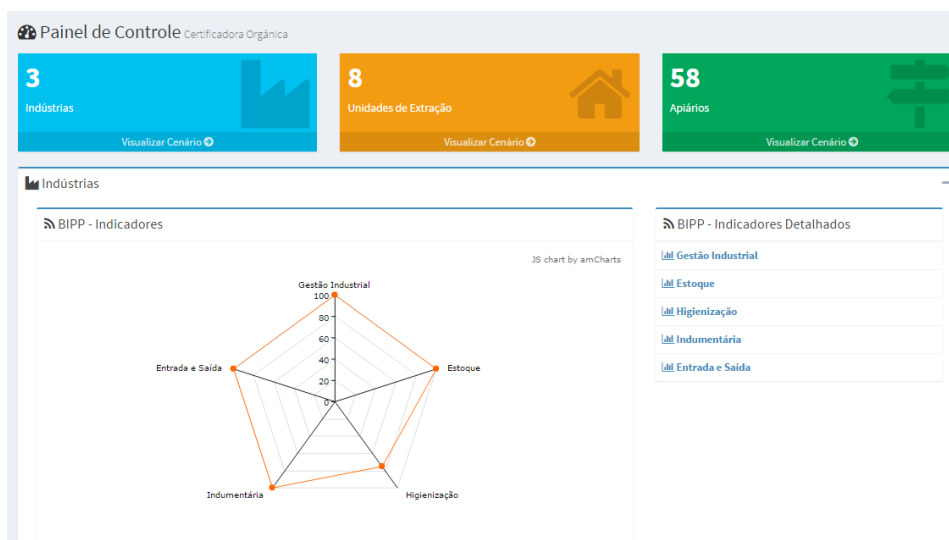 Painel de Controle Certificadora Orgânica
3
Indústrias
Visualizar Cenário
8
Unidades de Extração
Visualizar Cenário
58
Apiários
Visualizar Cenário
Indústrias
BIPP - Indicadores
JS chart by amCharts
Gestão Industrial
100
80
60
40
20
0
Entrada e Saída
Estoque
Indumentária
Higienização
BIPP - Indicadores Detalhados
Gestão Industrial
Estoque
Higienização
Indumentária
Entrada e Saída